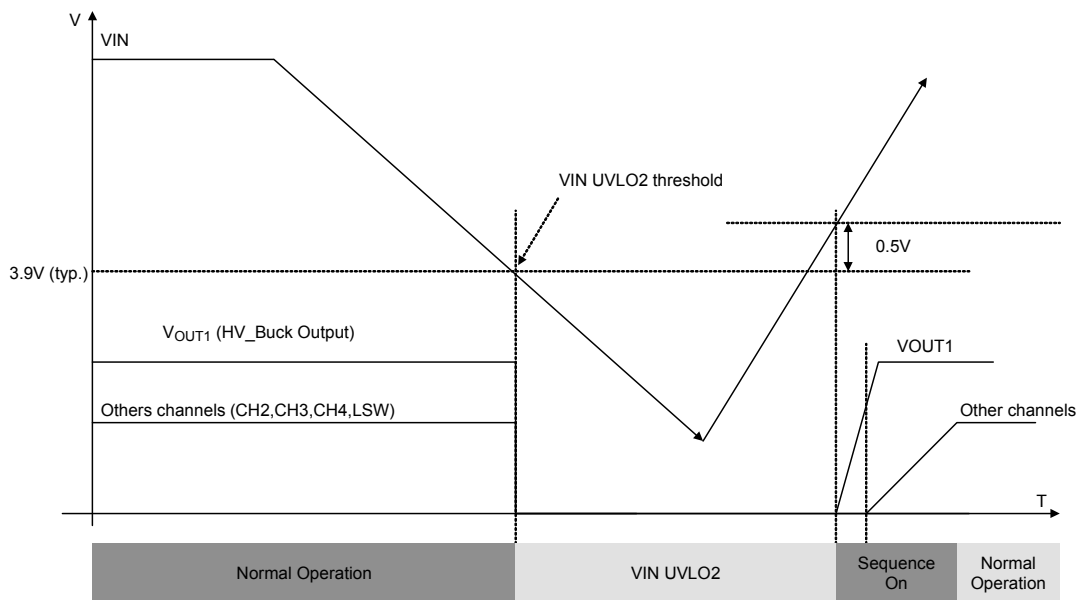 V
VIN
VIN UVLO2 threshold
0.5V
3.9V (typ.)
VOUT1 (HV_Buck Output)
VOUT1
Others channels (CH2,CH3,CH4,LSW)
Other channels
T
Normal Operation
VIN UVLO2
Sequence
On
Normal
Operation